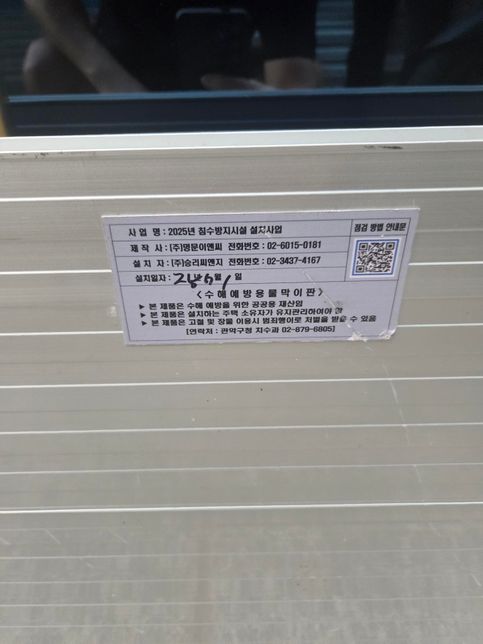 사 업 명 : 2025년 침수방지시설 설치사업
점검 방법 안내문
제 작 사 : (주)명문이앤씨 전화번호 : 02-6015-0181
설 치 자 : (주)승리씨엔지 전화번호 : 02-3437-4167
설치일자 : 월 일
〈수해예방용물막이판〉
▶ 본 제품은 수해 예방을 위한 공공용 재산임
▶ 본 제품은 설치하는 주택 소유자가 유지관리하여야 함
▶ 본 제품은 고철 및 장물 이용시 범죄행위로 처벌을 받을 수 있음
[연락처 : 관악구청 치수과 02-879-6805]